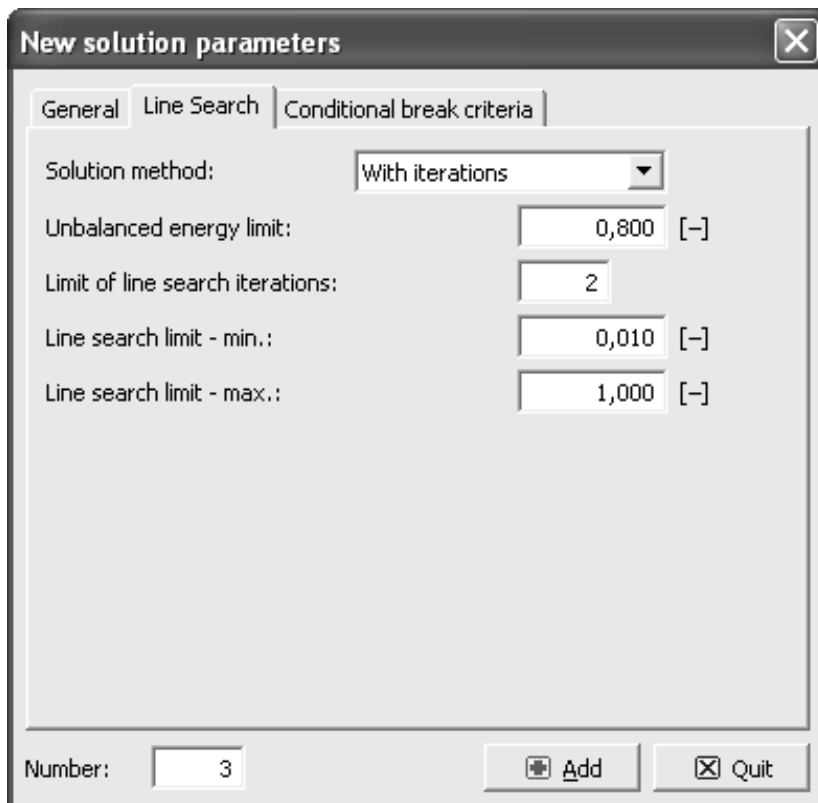 New solution parameters
General Line Search Conditional break criteria
Solution method: With iterations
Unbalanced energy limit: 0,800 [–]
Limit of line search iterations: 2
Line search limit - min.: 0,010 [–]
Line search limit - max.: 1,000 [–]
Number: 3 Add Quit